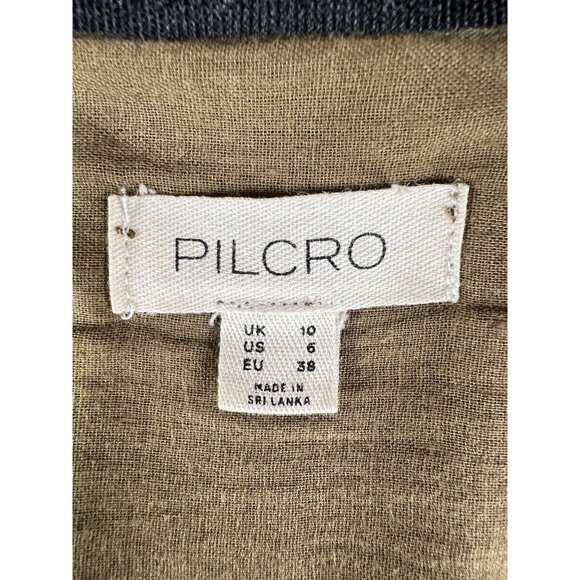 PILCRO
UK 10
US 6
EU 38
MADE IN
SRI LANKA